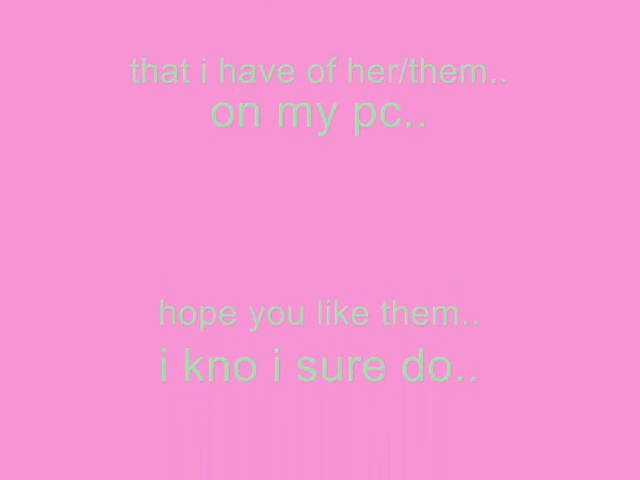 that i have of her/them..
on my pc..
hope you like them..
i kno i sure do..